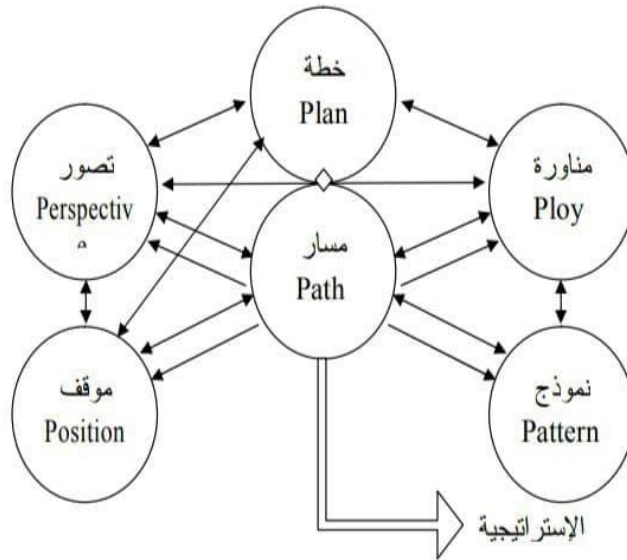 خطة
Plan
تصور
Perspectiv
e
مناورة
Ploy
مسار
Path
موقف
Position
نموذج
Pattern
الإستراتيجية